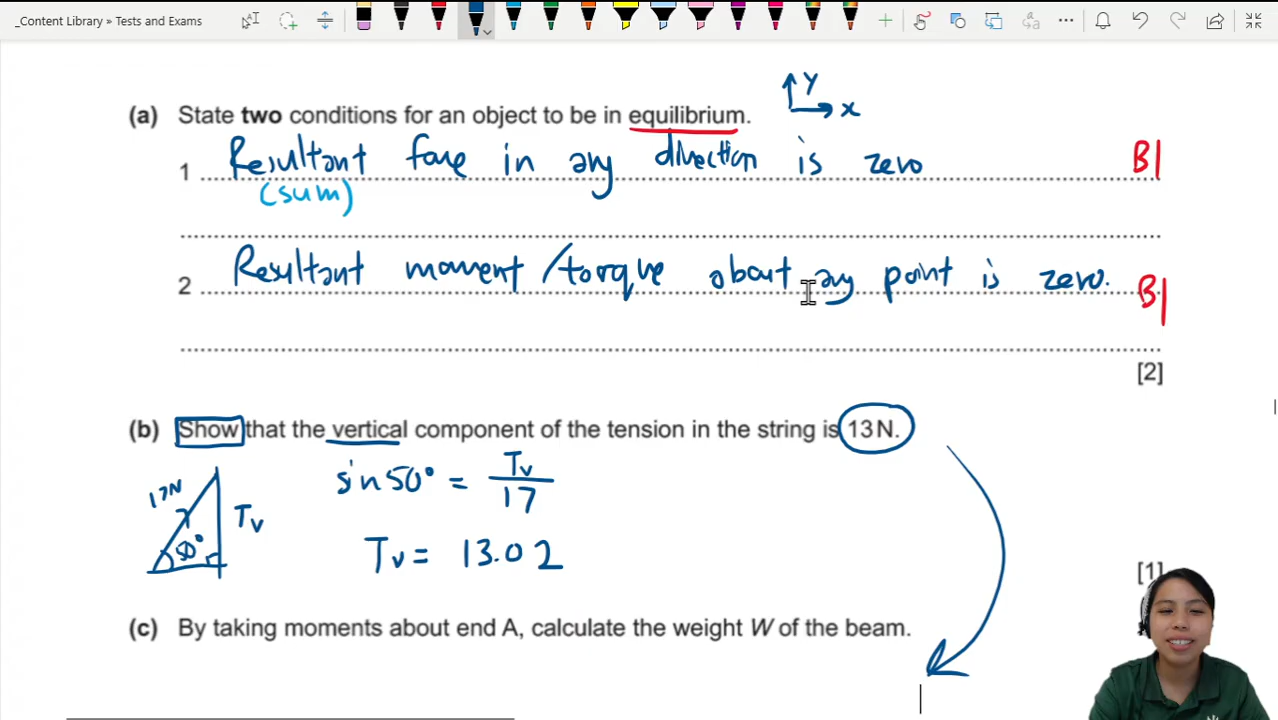 _Content Library » Tests and Exams
(a) State two conditions for an object to be in equilibrium.
Y
x
1 Resultant force in any direction is zero B1
(sum)
2 Resultant moment/torque about any point is zero. B1
[2]
(b) Show that the vertical component of the tension in the string is 13 N.
17N
50°
Tv
sin 50° = Tv / 17
Tv = 13.02
[1]
(c) By taking moments about end A, calculate the weight W of the beam.